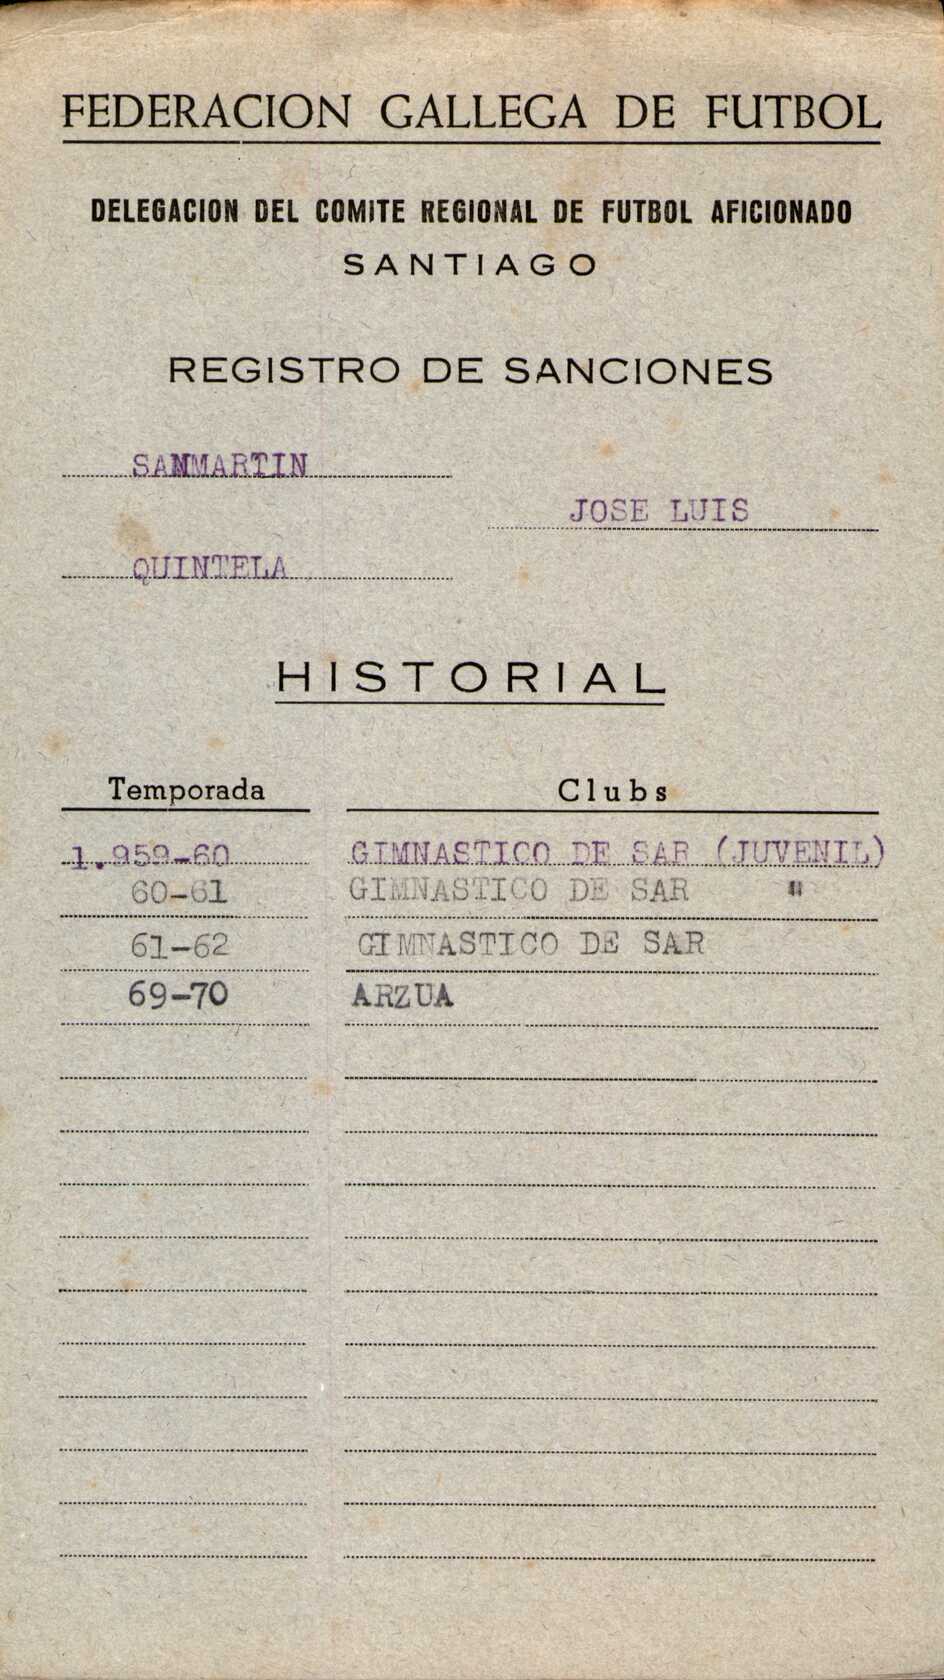 FEDERACION GALLEGA DE FUTBOL
DELEGACION DEL COMITE REGIONAL DE FUTBOL AFICIONADO
SANTIAGO
REGISTRO DE SANCIONES
SANMARTIN
JOSE LUIS
QUINTELA
HISTORIAL
Temporada Clubs
1.959-60 GIMNASTICO DE SAR (JUVENIL)
60-61 GIMNASTICO DE SAR "
61-62 GIMNASTICO DE SAR
69-70 ARZUA